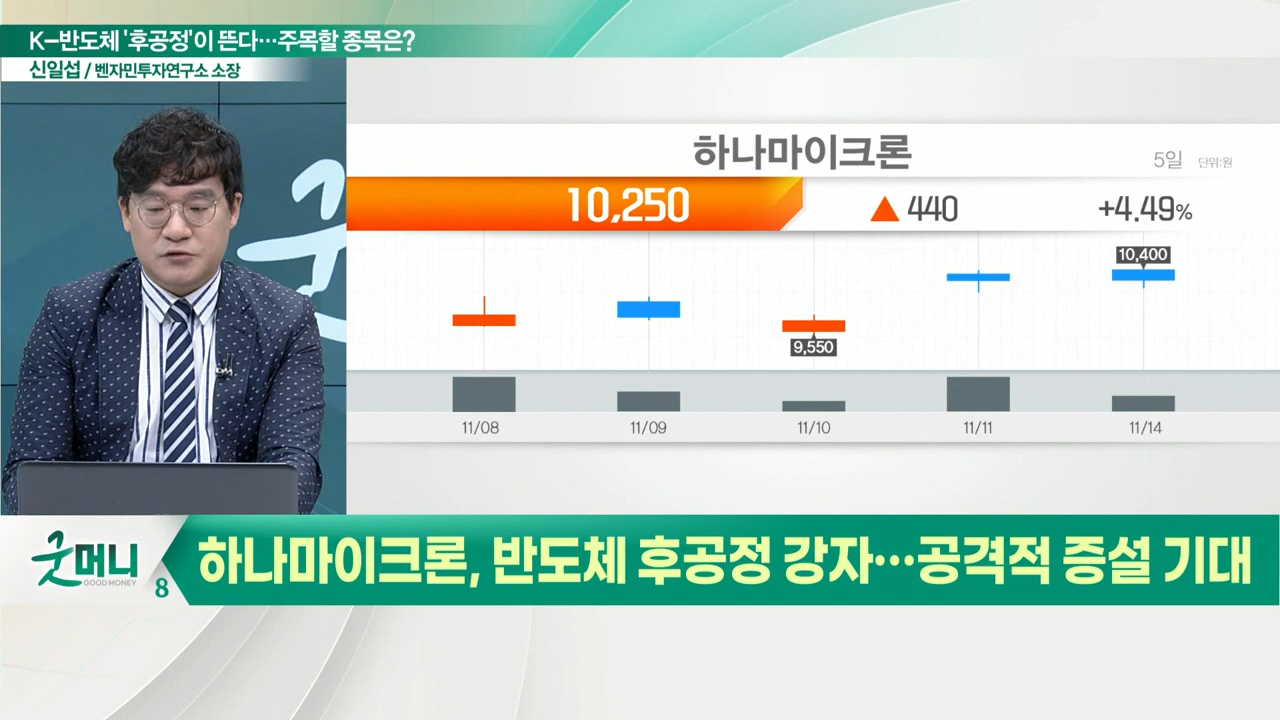 K-반도체 '후공정'이 뜬다…주목할 종목은?
신일섭 / 벤자민투자연구소 소장
하나마이크론
5일 단위:원
10,250 ▲ 440 +4.49%
10,400
9,550
11/08 11/09 11/10 11/11 11/14
굿머니
GOOD MONEY
8
하나마이크론, 반도체 후공정 강자…공격적 증설 기대